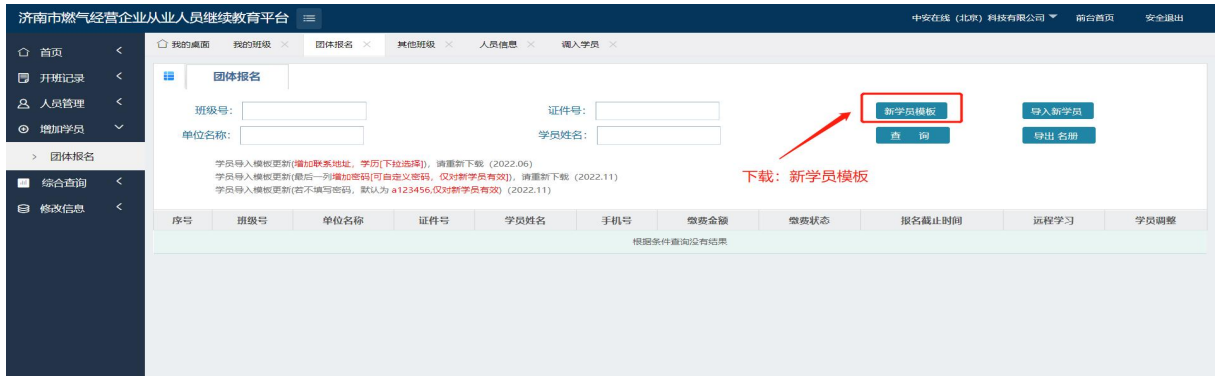 济南市燃气经营企业从业人员继续教育平台
中安在线（北京）科技有限公司 前台首页 安全退出
首页
开班记录
人员管理
增加学员
团体报名
综合查询
修改信息
我的桌面 我的班级 团体报名 其他班级 人员信息 调入学员
团体报名
班级号： 证件号： 新学员模板 导入新学员
单位名称： 学员姓名： 查 询 导出名册
学员导入模板更新(增加联系地址，学历[下拉选择])，请重新下载（2022.06）
学员导入模板更新(最后一列增加密码[可自定义密码，仅对新学员有效])，请重新下载（2022.11）
学员导入模板更新(若不填写密码，默认为 a123456,仅对新学员有效)（2022.11）
下载：新学员模板
序号 班级号 单位名称 证件号 学员姓名 手机号 缴费金额 缴费状态 报名截止时间 远程学习 学员调整
根据条件查询没有结果